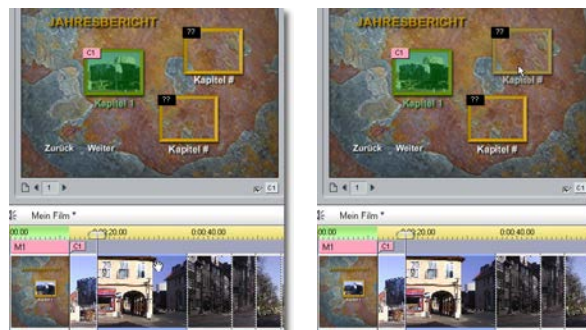 JAHRESBERICHT
??
C1
Kapitel #
??
Kapitel 1
Zurück Weiter
Kapitel #
1
C1
Mein Film *
00.00
0:00:20.00
0:00:40.00
M1
C1
JAHRESBERICHT
??
C1
Kapitel #
??
Kapitel 1
Zurück Weiter
Kapitel #
1
C1
Mein Film *
00.00
0:00:20.00
0:00:40.00
M1
C1